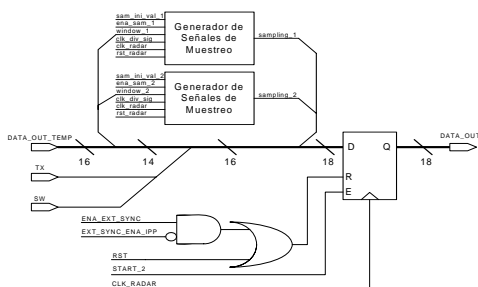 sam_ini_val_1
ena_sam_1
window_1
clk_div_sig
clk_radar
rst_radar
Generador de
Señales de
Muestreo
sampling_1
sam_ini_val_2
ena_sam_2
window_2
clk_div_sig
clk_radar
rst_radar
Generador de
Señales de
Muestreo
sampling_2
DATA_OUT_TEMP
16
14
16
18
D
Q
DATA_OUT
18
TX
SW
R
E
ENA_EXT_SYNC
EXT_SYNC_ENA_IPP
RST
START_2
CLK_RADAR